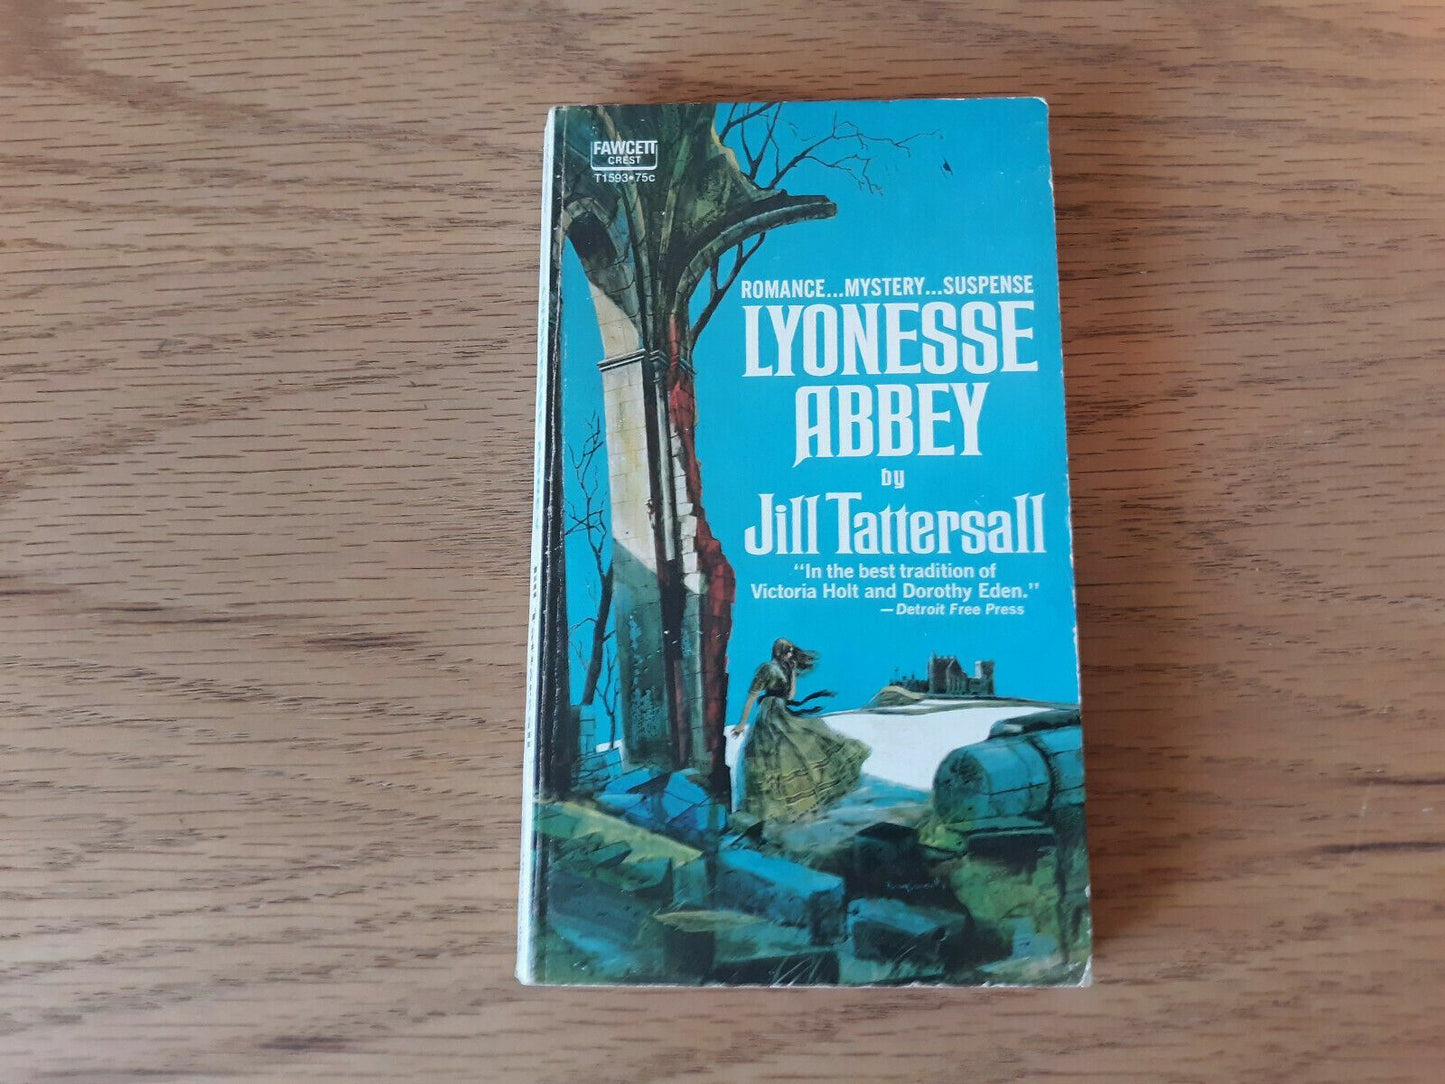 FAWCETT
CREST
T1593•75c
ROMANCE...MYSTERY...SUSPENSE
LYONESSE
ABBEY
by
Jill Tattersall
“In the best tradition of
Victoria Holt and Dorothy Eden.”
—Detroit Free Press